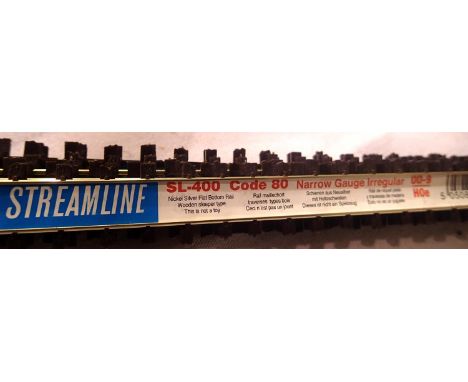 STREAMLINE
SL-400 Code 80 Narrow Gauge Irregular OO-9
HOe
Nickel Silver Flat Bottom Rail
Wooden sleeper type
This is not a toy
Rail maillechort
traverses types bois
Ceci n'est pas un jouet
Schienen aus Neusilber
mit Holzschwellen
Dieses ist nicht ein Spielzeug